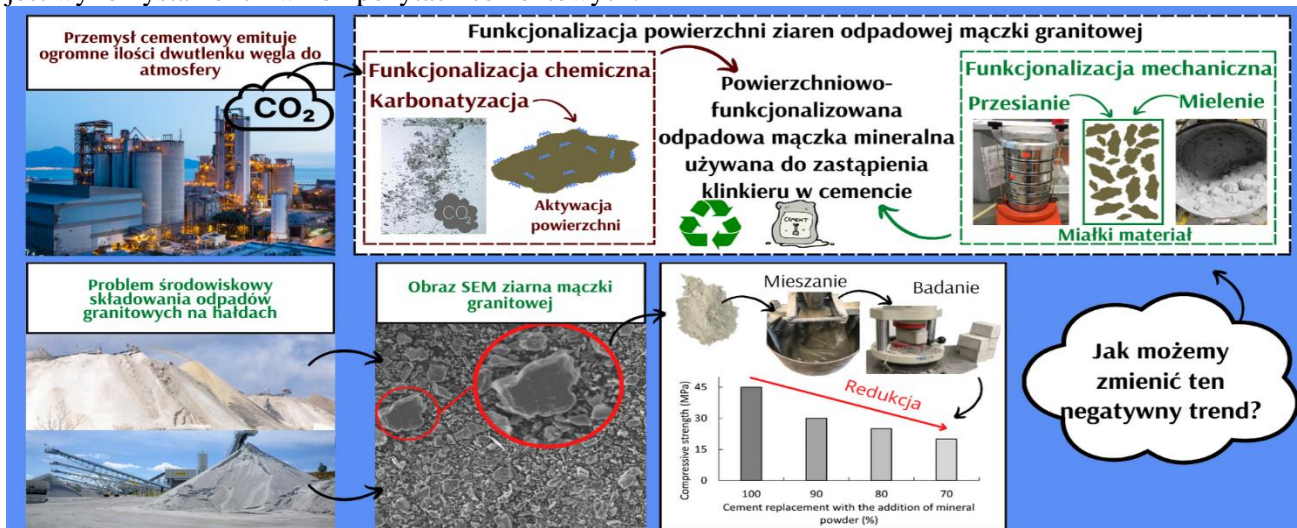 Przemysł cementowy emituje
ogromne ilości dwutlenku węgla do
atmosfery
CO₂
Funkcjonalizacja powierzchni ziaren odpadowej mączki granitowej
Funkcjonalizacja chemiczna
Karbonatyzacja
CO₂
Aktywacja
powierzchni
Powierzchniowo-
funkcjonalizowana
odpadowa mączka mineralna
używana do zastąpienia
klinkieru w cemencie
CEMENT
Funkcjonalizacja mechaniczna
Przesianie
Mielenie
Miałki materiał
Problem środowiskowy
składowania odpadów
granitowych na hałdach
Obraz SEM ziarna mączki
granitowej
Mieszanie
Badanie
Redukcja
Compressive strength (MPa)
45
30
15
0
100 90 80 70
Cement replacement with the addition of mineral
powder (%)
Jak możemy
zmienić ten
negatywny trend?